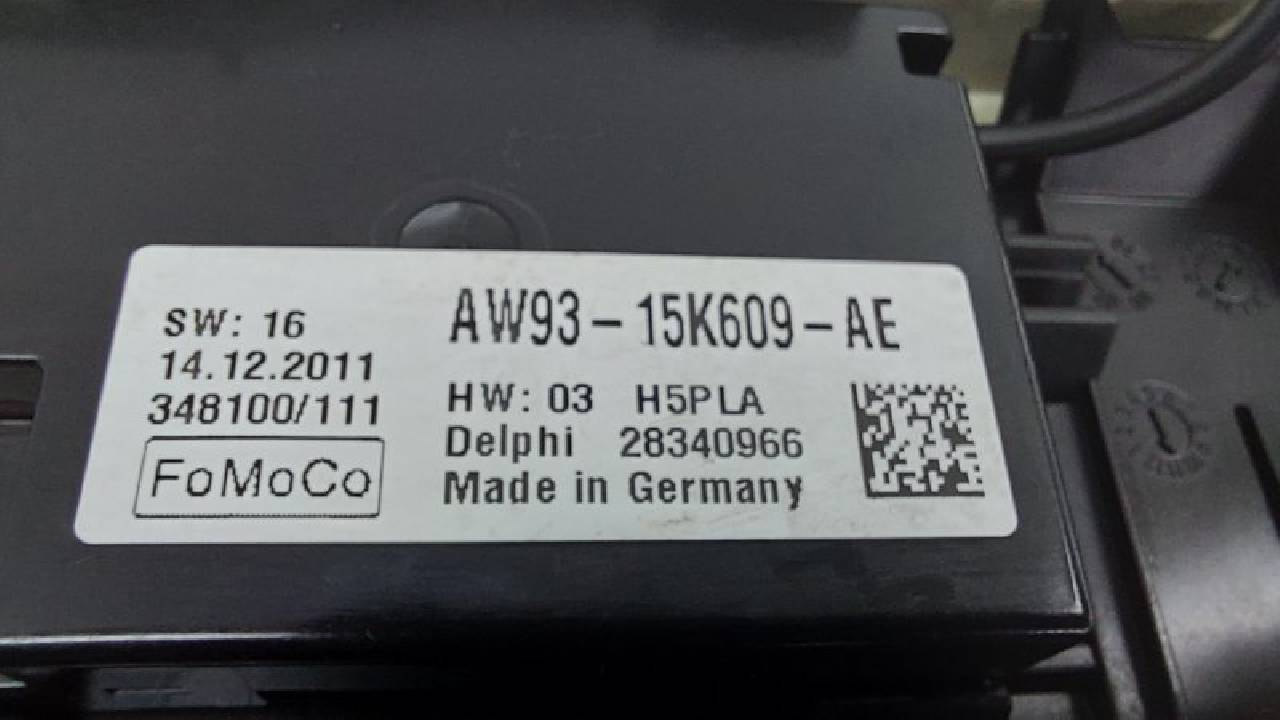 SW: 16
14.12.2011
348100/111
FoMoCo
AW93-15K609-AE
HW: 03 H5PLA
Delphi 28340966
Made in Germany